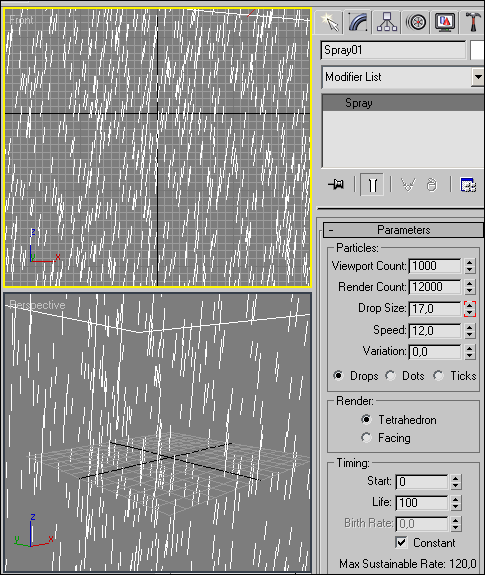 Front
z
x
Perspective
z
y
x
Spray01
Modifier List
Spray
- Parameters
Particles:
Viewport Count: 1000
Render Count: 12000
Drop Size: 17,0
Speed: 12,0
Variation: 0,0
Drops Dots Ticks
Render:
Tetrahedron
Facing
Timing:
Start: 0
Life: 100
Birth Rate: 0,0
Constant
Max Sustainable Rate: 120,0